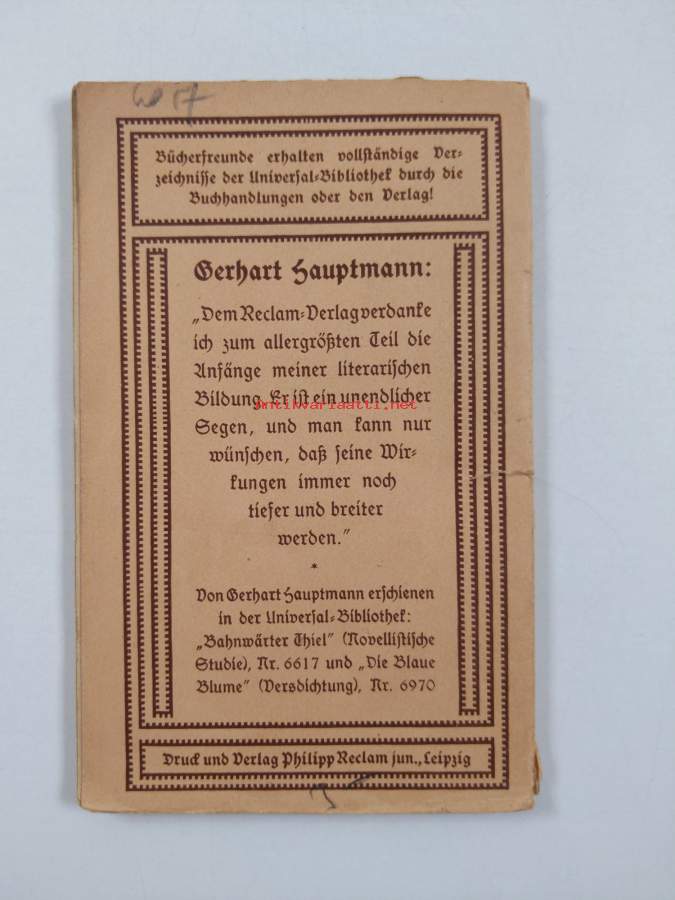 Bücherfreunde erhalten vollständige Ver-
zeichnisse der Universal-Bibliothek durch die
Buchhandlungen oder den Verlag!
Gerhart Hauptmann:
„Dem Reclam-Verlag verdanke
ich zum allergrößten Teil die
Anfänge meiner literarischen
Bildung. Er ist ein unendlicher
antikvariaatti.net
Segen, und man kann nur
wünschen, daß seine Wir-
kungen immer noch
tiefer und breiter
werden.“
*
Von Gerhart Hauptmann erschienen
in der Universal-Bibliothek:
„Bahnwärter Thiel“ (Novellistische
Studie), Nr. 6617 und „Die Blaue
Blume“ (Versdichtung), Nr. 6970
Druck und Verlag Philipp Reclam jun., Leipzig